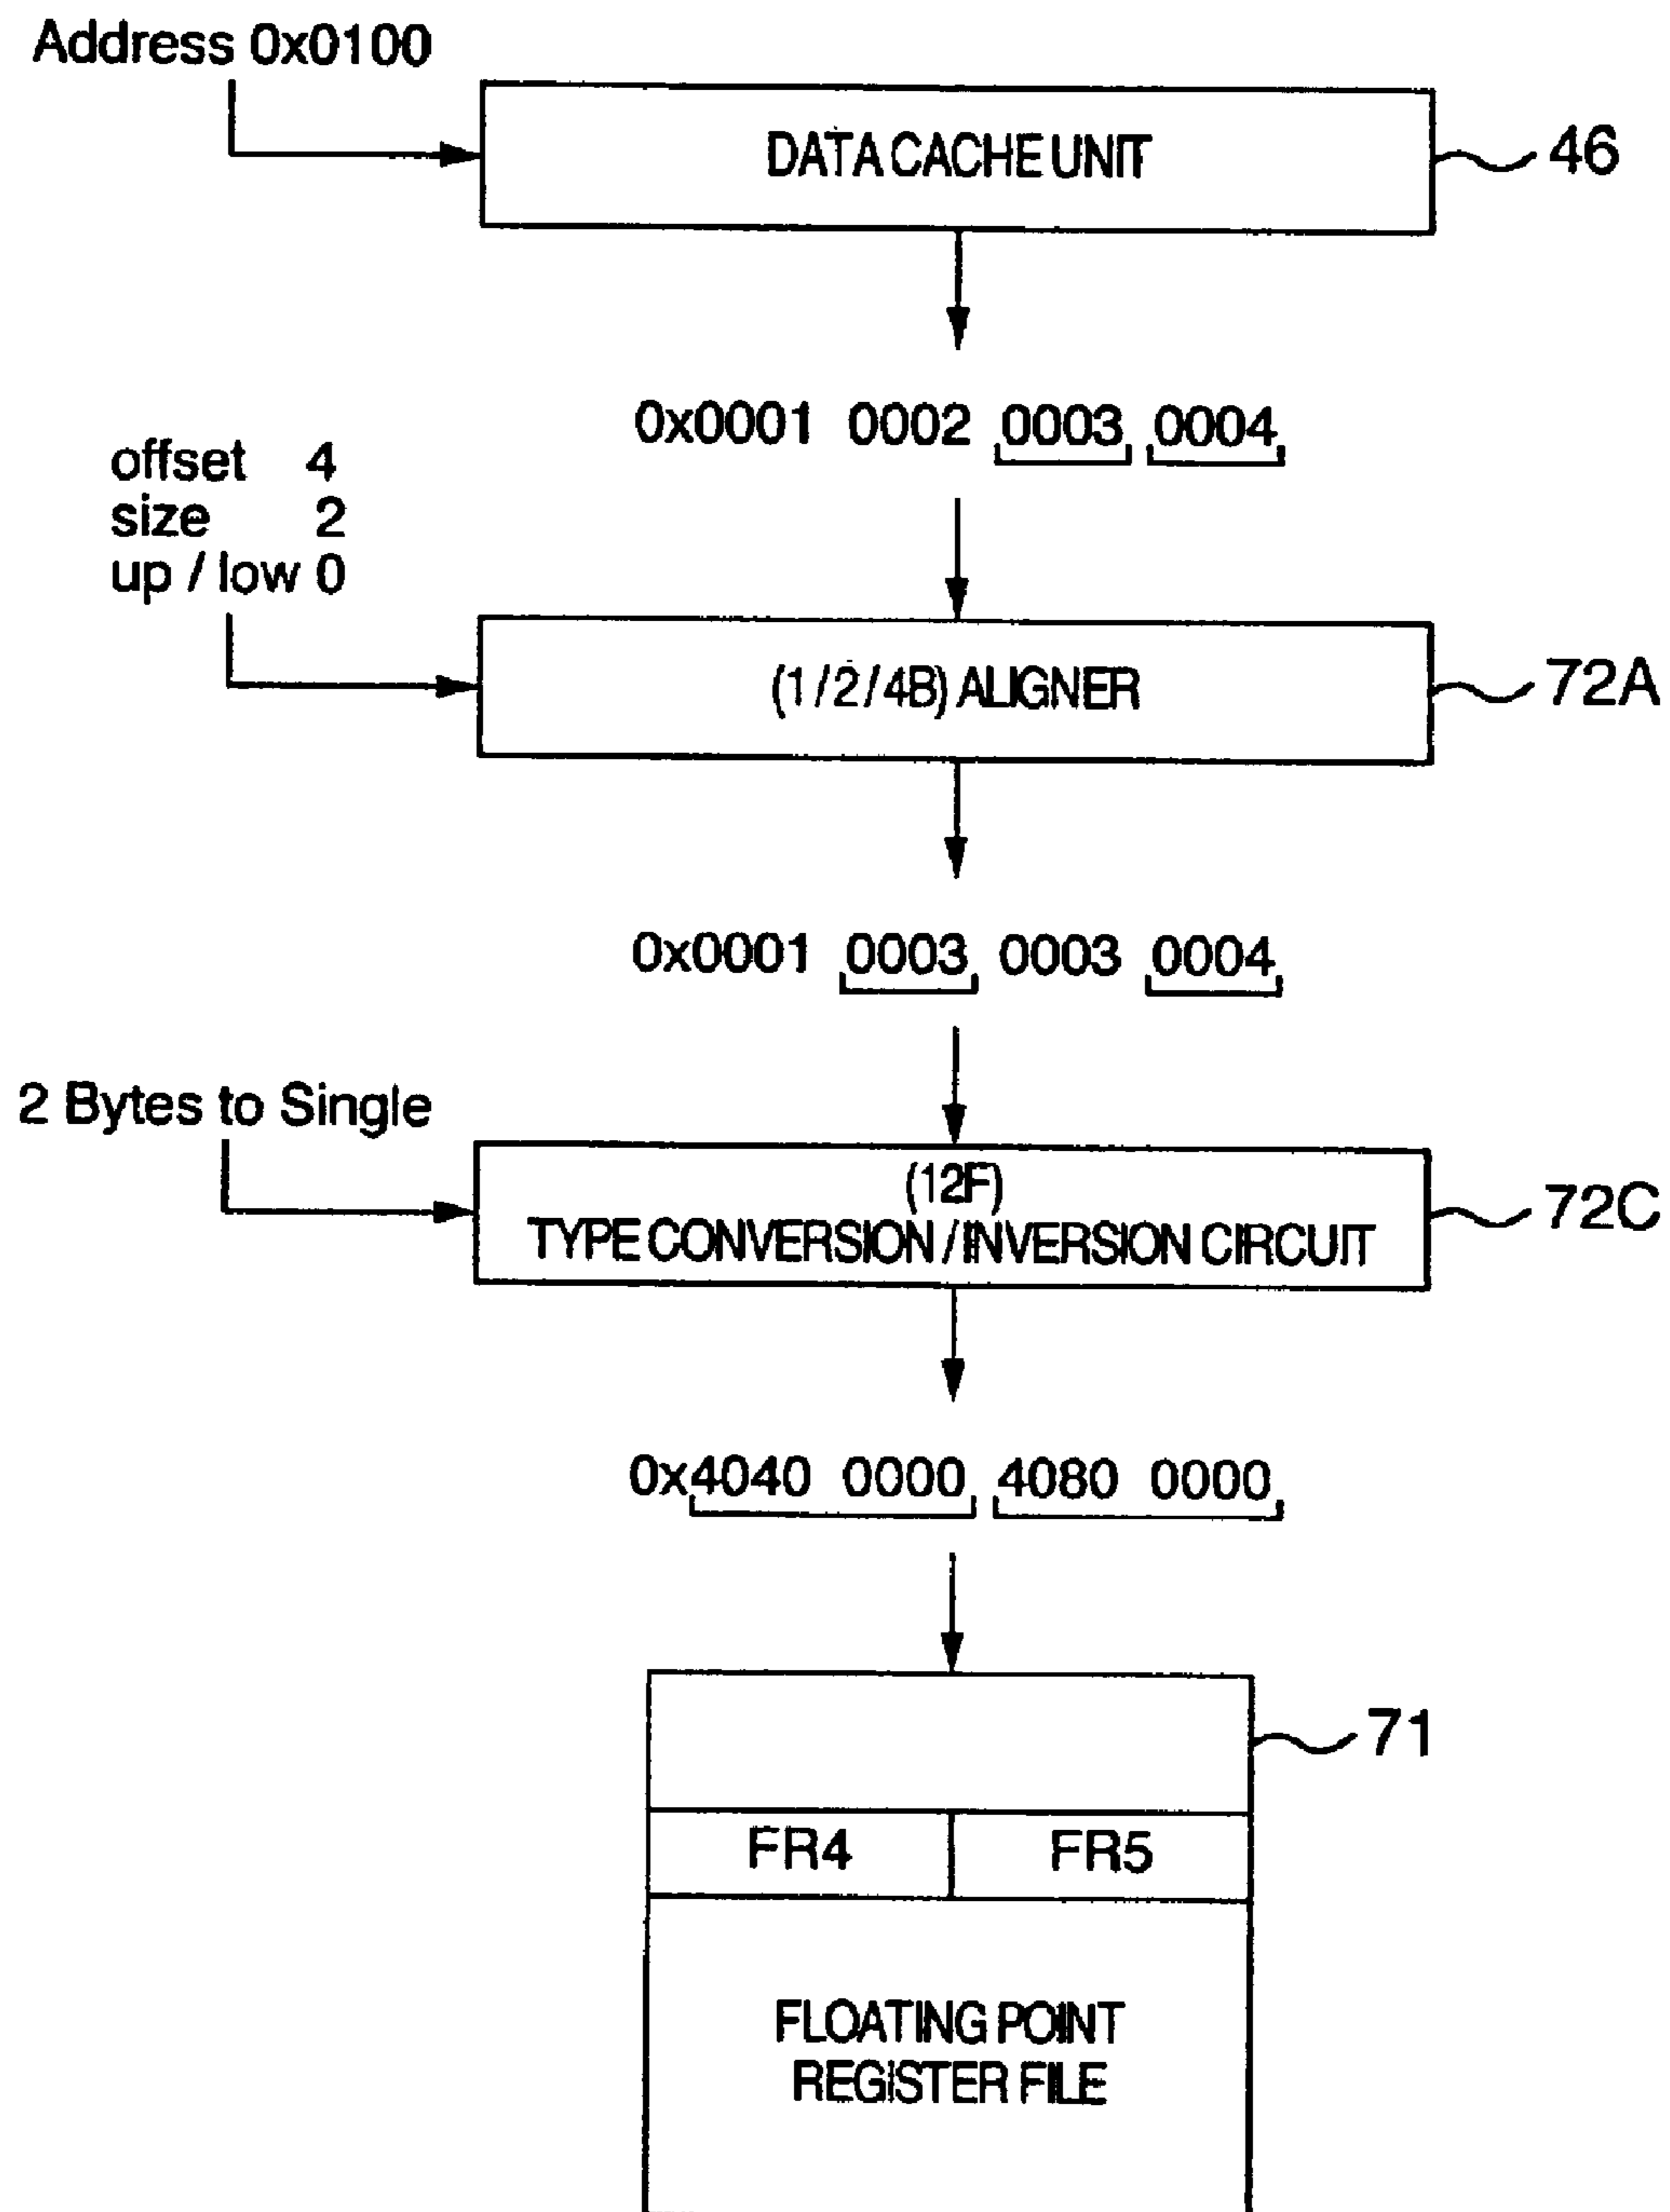 Address 0x0100
DATA CACHE UNIT
46
0x0001 0002 0003 0004
offset 4
size 2
up / low 0
(1/2/4B) ALIGNER
72A
0x0001 0003 0003 0004
2 Bytes to Single
(12F)
TYPE CONVERSION / INVERSION CIRCUIT
72C
0x4040 0000 4080 0000
71
FR4 FR5
FLOATING POINT
REGISTER FILE